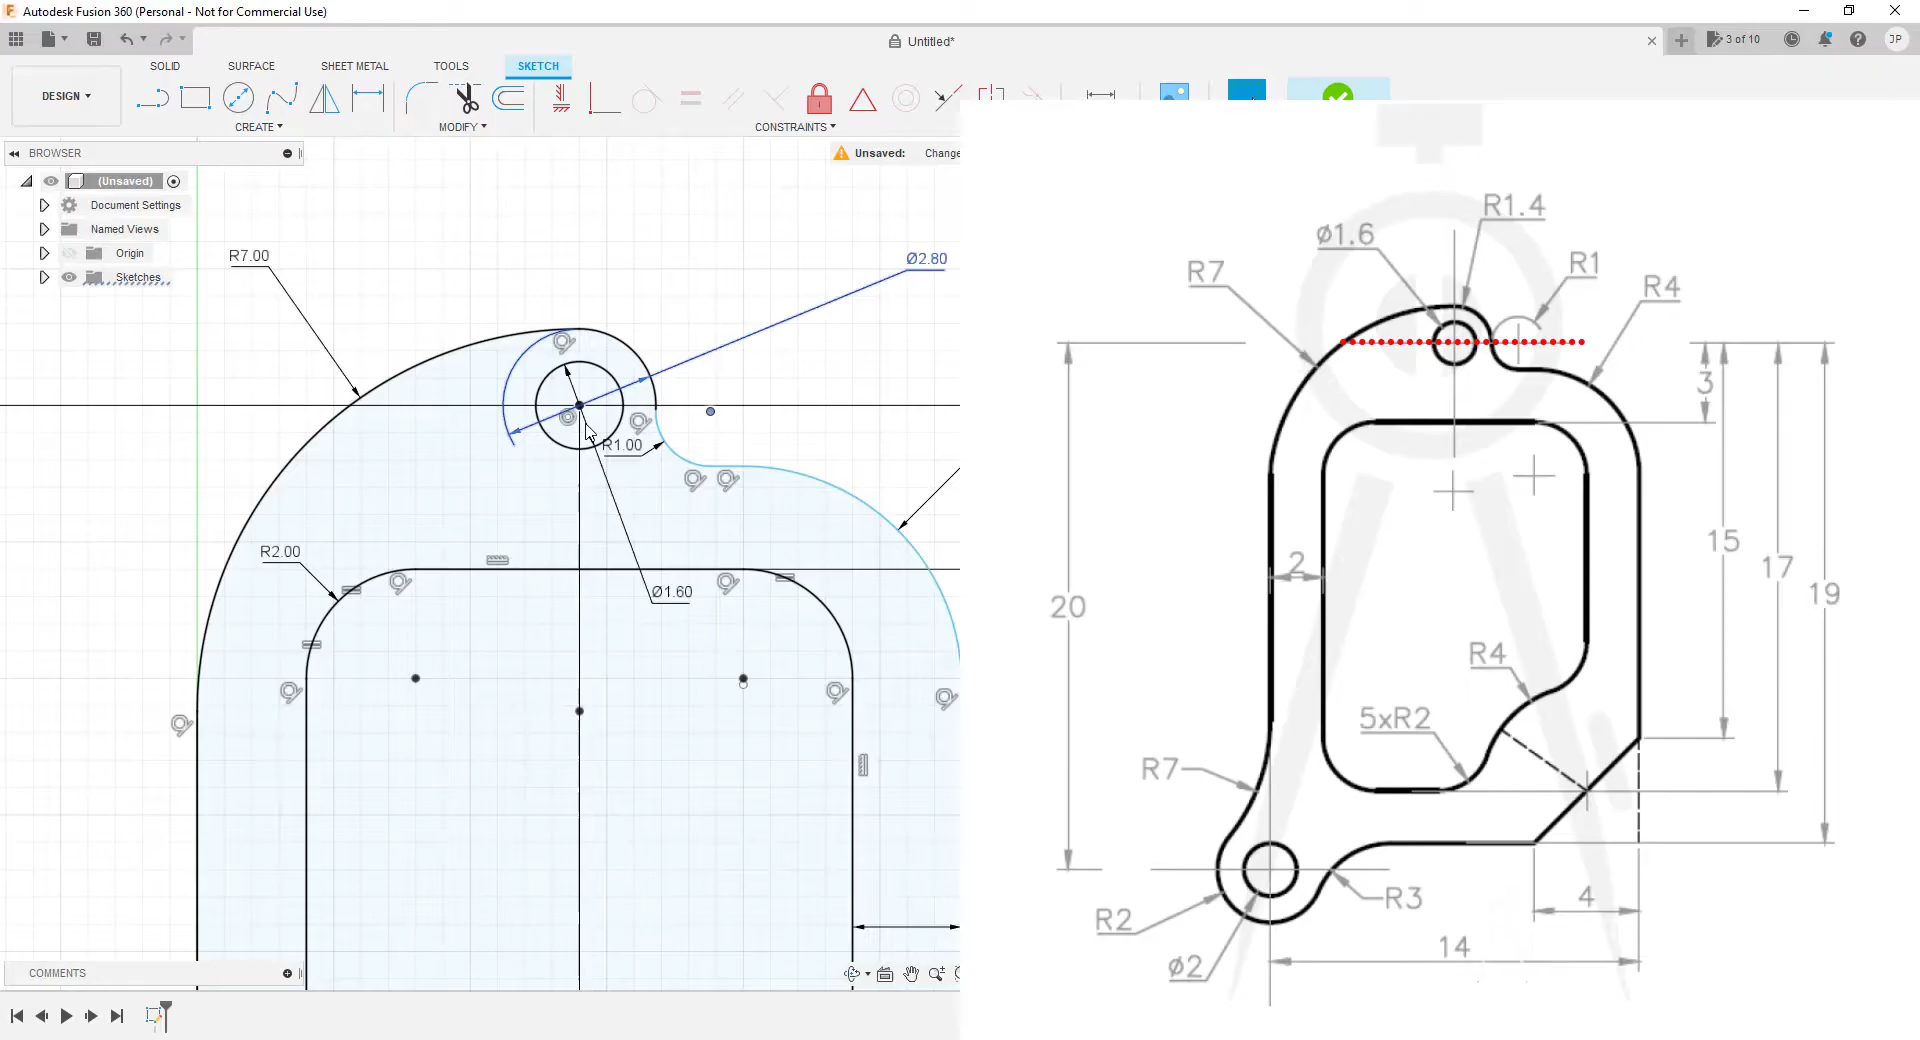 Autodesk Fusion 360 (Personal - Not for Commercial Use)
Untitled*
3 of 10
JP
DESIGN
SOLID
SURFACE
SHEET METAL
TOOLS
SKETCH
CREATE
MODIFY
CONSTRAINTS
BROWSER
Unsaved:
Change
(Unsaved)
Document Settings
Named Views
Origin
Sketches
R7.00
Ø2.80
R1.00
R2.00
Ø1.60
COMMENTS
R1.4
Ø1.6
R1
R7
R4
3
15
2
17
19
20
R4
5xR2
R7
R3
4
R2
14
Ø2